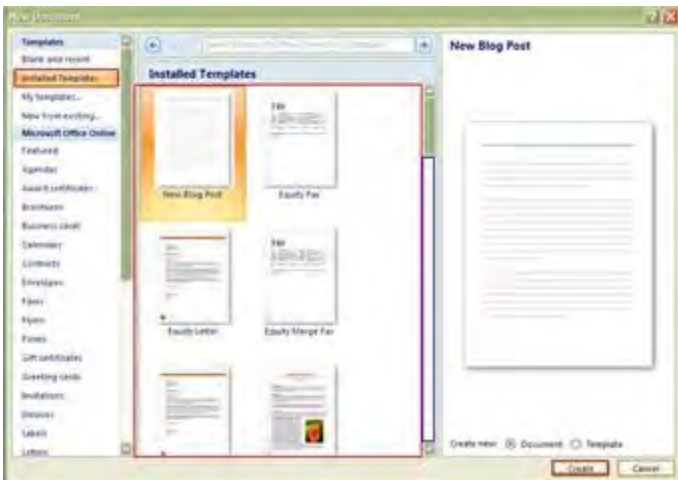 New Document
Templates
Blank and recent
Installed Templates
My templates...
New from existing...
Microsoft Office Online
Featured
Agendas
Award certificates
Brochures
Business cards
Calendars
Contracts
Envelopes
Faxes
Flyers
Forms
Gift certificates
Greeting cards
Invitations
Invoices
Labels
Letters
Installed Templates
New Blog Post
Equity Fax
Equity Letter
Equity Merge Fax
New Blog Post
Create new: Document Template
Create
Cancel